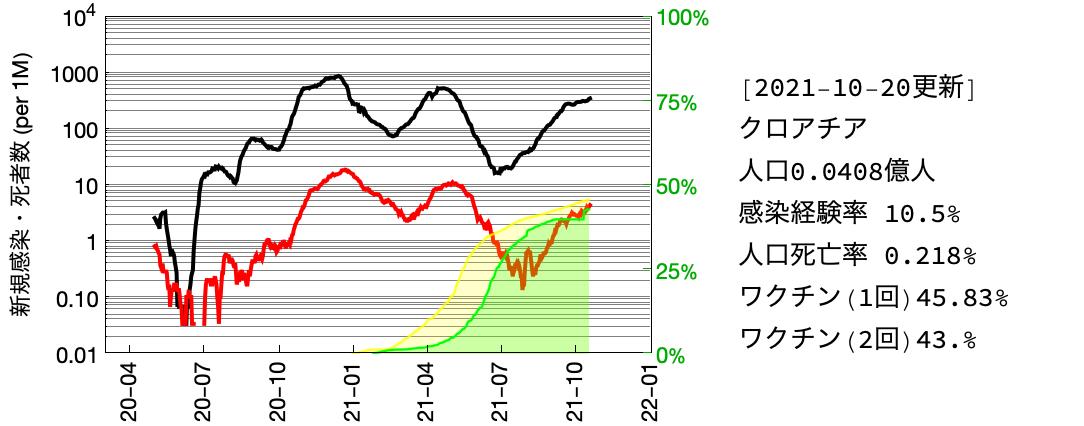 新規感染・死者数 (per 1M)
10^4
1000
100
10
1
0.10
0.01
100%
75%
50%
25%
0%
20-04
20-07
20-10
21-01
21-04
21-07
21-10
22-01
[2021-10-20更新]
クロアチア
人口0.0408億人
感染経験率 10.5%
人口死亡率 0.218%
ワクチン(1回)45.83%
ワクチン(2回)43.%